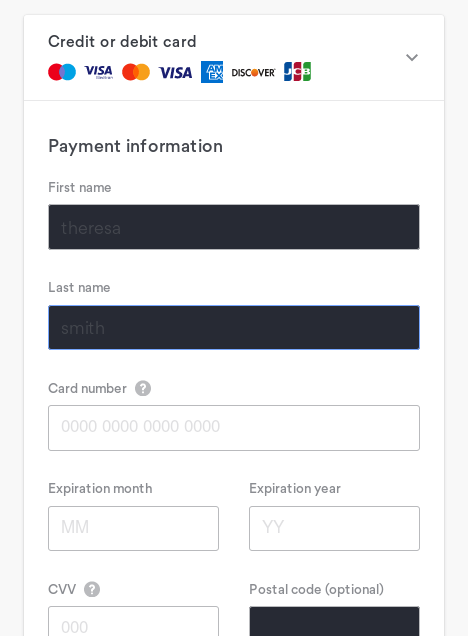 Credit or debit card
VISA Electron VISA AM EX DISCOVER JCB
Payment information
First name
theresa
Last name
smith
Card number ?
0000 0000 0000 0000
Expiration month Expiration year
MM YY
CVV ? Postal code (optional)
000